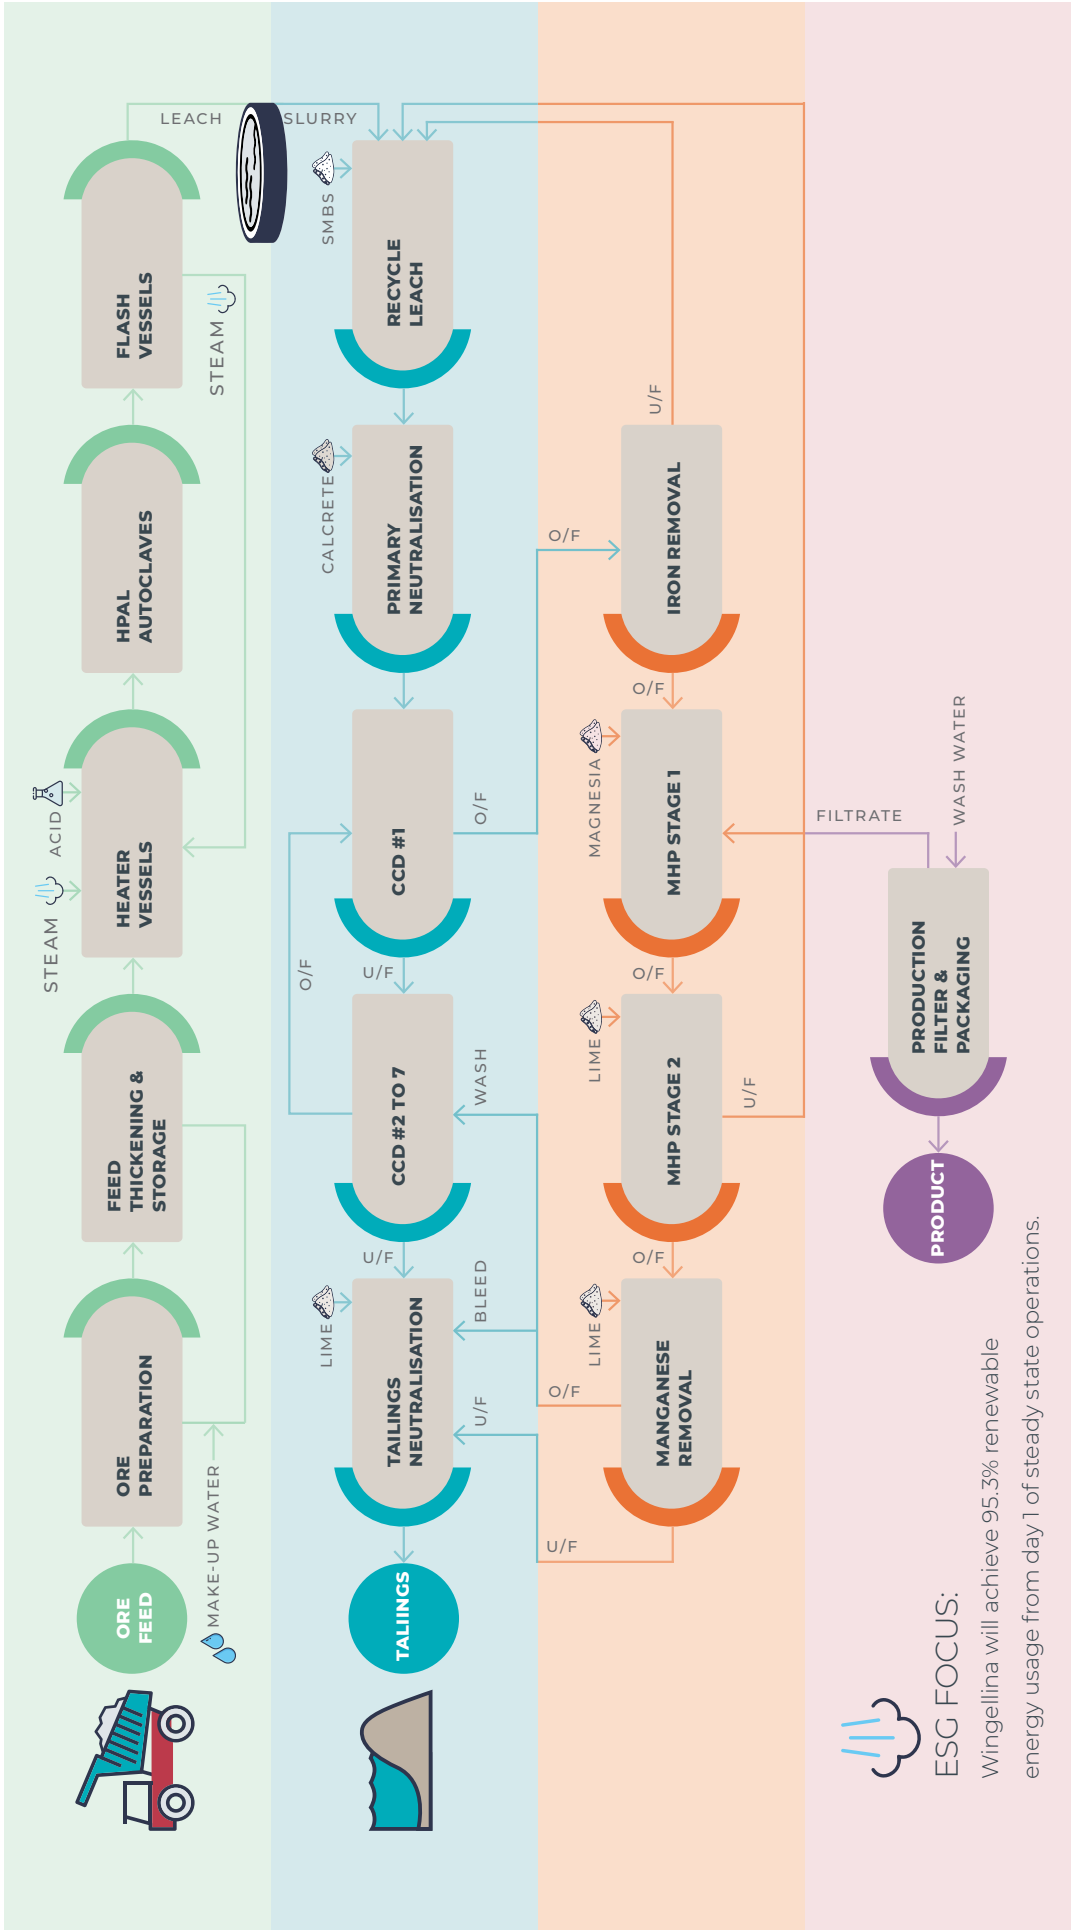 ORE
FEED
MAKE-UP WATER
ORE
PREPARATION
FEED
THICKENING &
STORAGE
STEAM
ACID
HEATER
VESSELS
HPAL
AUTOCLAVES
FLASH
VESSELS
STEAM
LEACH
SLURRY
TALIINGS
LIME
TAILINGS
NEUTRALISATION
U/F
BLEED
U/F
CCD #2 TO 7
WASH
O/F
U/F
CCD #1
O/F
CALCRETE
PRIMARY
NEUTRALISATION
SMBS
RECYCLE
LEACH
U/F
O/F
LIME
MANGANESE
REMOVAL
O/F
LIME
MHP STAGE 2
U/F
O/F
MAGNESIA
MHP STAGE 1
O/F
O/F
IRON REMOVAL
U/F
FILTRATE
WASH WATER
PRODUCTION
FILTER &
PACKAGING
PRODUCT
ESG FOCUS:
Wingellina will achieve 95.3% renewable
energy usage from day 1 of steady state operations.